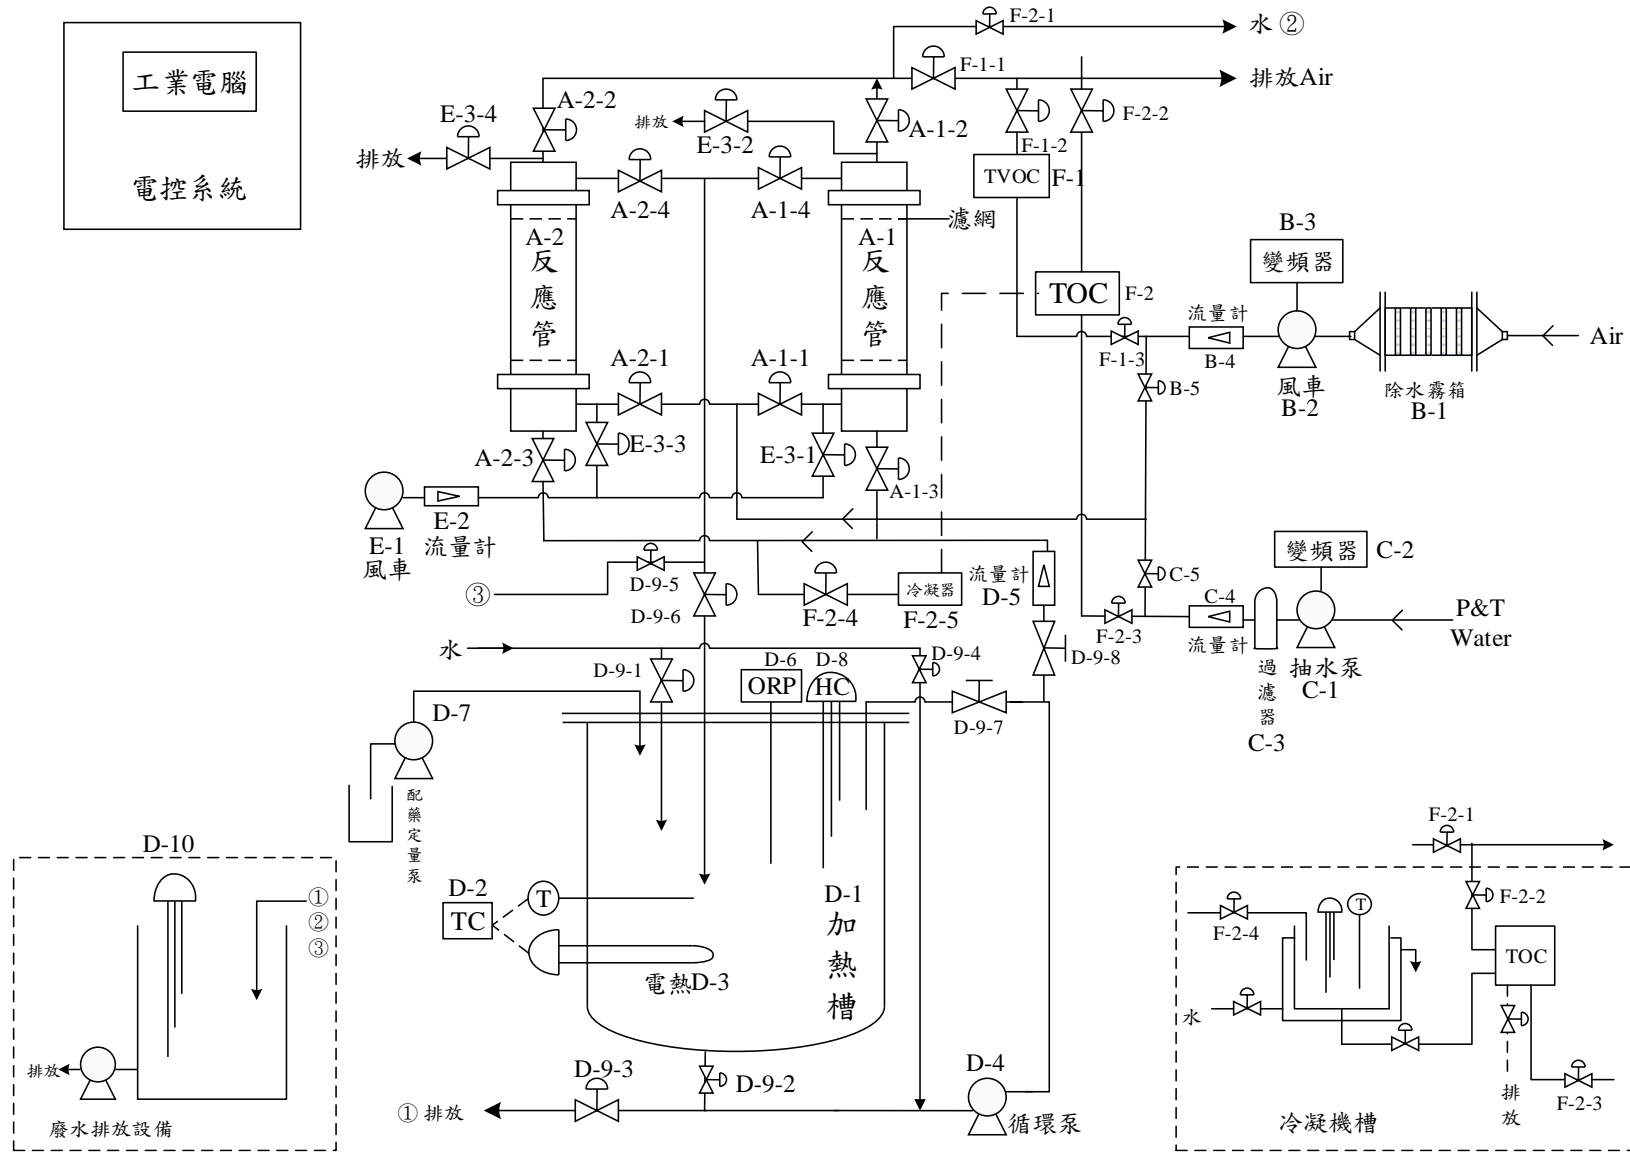 工業電腦
電控系統
F-2-1
水 ②
F-1-1
排放Air
A-2-2
E-3-4
排放
排放
E-3-2
A-1-2
F-1-2
F-2-2
排放
TVOC
F-1
A-2-4
A-1-4
濾網
A-2
反應管
A-1
反應管
TOC
F-2
B-3
變頻器
流量計
B-4
F-1-3
風車
B-2
除水霧箱
B-1
Air
A-2-1
A-1-1
B-5
A-2-3
E-3-3
E-3-1
A-1-3
E-1
風車
E-2
流量計
變頻器
C-2
③
D-9-5
D-9-6
F-2-4
冷凝器
F-2-5
流量計
D-5
C-5
C-4
流量計
F-2-3
過濾器
C-3
抽水泵
C-1
P&T
Water
水
D-9-1
D-6
ORP
D-8
HC
D-9-4
D-9-8
D-9-7
D-7
配藥定量泵
D-2
TC
T
電熱D-3
D-1
加熱槽
D-9-3
D-9-2
① 排放
D-4
循環泵
D-10
①
②
③
排放
廢水排放設備
F-2-1
F-2-2
F-2-4
T
TOC
水
排放
F-2-3
冷凝機槽